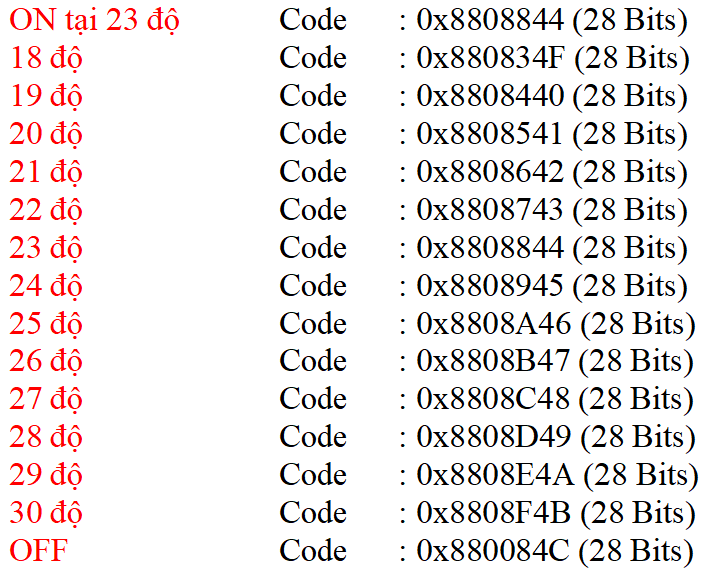 ON tại 23 độ Code : 0x8808844 (28 Bits)
18 độ Code : 0x880834F (28 Bits)
19 độ Code : 0x8808440 (28 Bits)
20 độ Code : 0x8808541 (28 Bits)
21 độ Code : 0x8808642 (28 Bits)
22 độ Code : 0x8808743 (28 Bits)
23 độ Code : 0x8808844 (28 Bits)
24 độ Code : 0x8808945 (28 Bits)
25 độ Code : 0x8808A46 (28 Bits)
26 độ Code : 0x8808B47 (28 Bits)
27 độ Code : 0x8808C48 (28 Bits)
28 độ Code : 0x8808D49 (28 Bits)
29 độ Code : 0x8808E4A (28 Bits)
30 độ Code : 0x8808F4B (28 Bits)
OFF Code : 0x880084C (28 Bits)